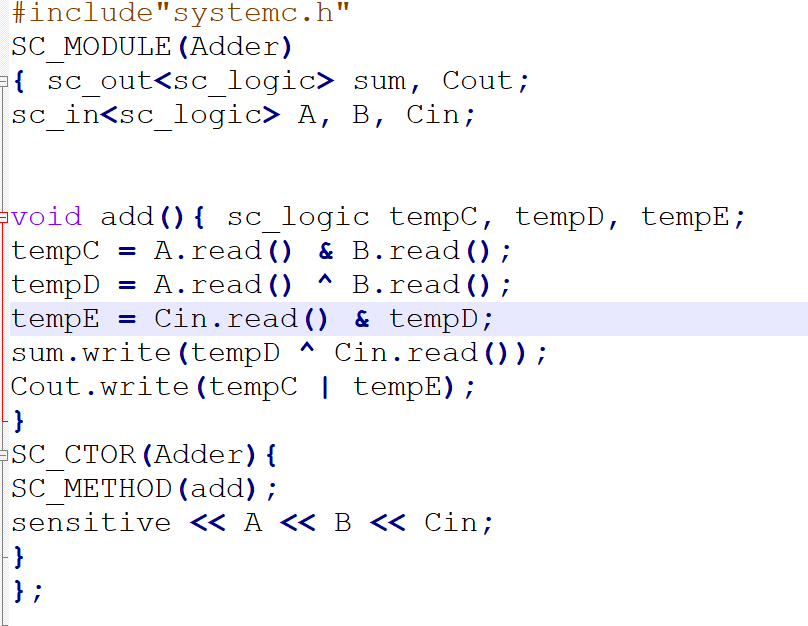 #include"systemc.h"
SC_MODULE(Adder)
{ sc_out<sc_logic> sum, Cout;
sc_in<sc_logic> A, B, Cin;
void add(){ sc_logic tempC, tempD, tempE;
tempC = A.read() & B.read();
tempD = A.read() ^ B.read();
tempE = Cin.read() & tempD;
sum.write(tempD ^ Cin.read());
Cout.write(tempC | tempE);
}
SC_CTOR(Adder){
SC_METHOD(add);
sensitive << A << B << Cin;
}
};